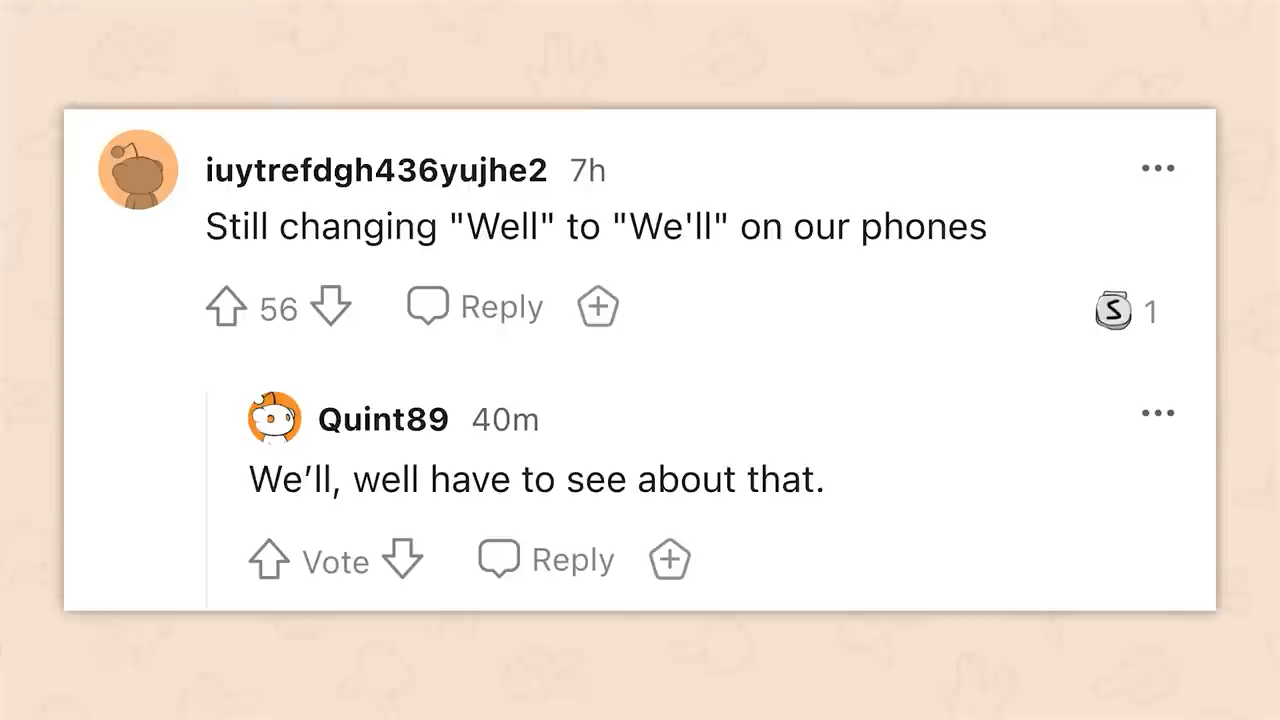 iuytrefdgh436yujhe2 7h
Still changing "Well" to "We'll" on our phones
56 Reply S 1
Quint89 40m
We’ll, well have to see about that.
Vote Reply